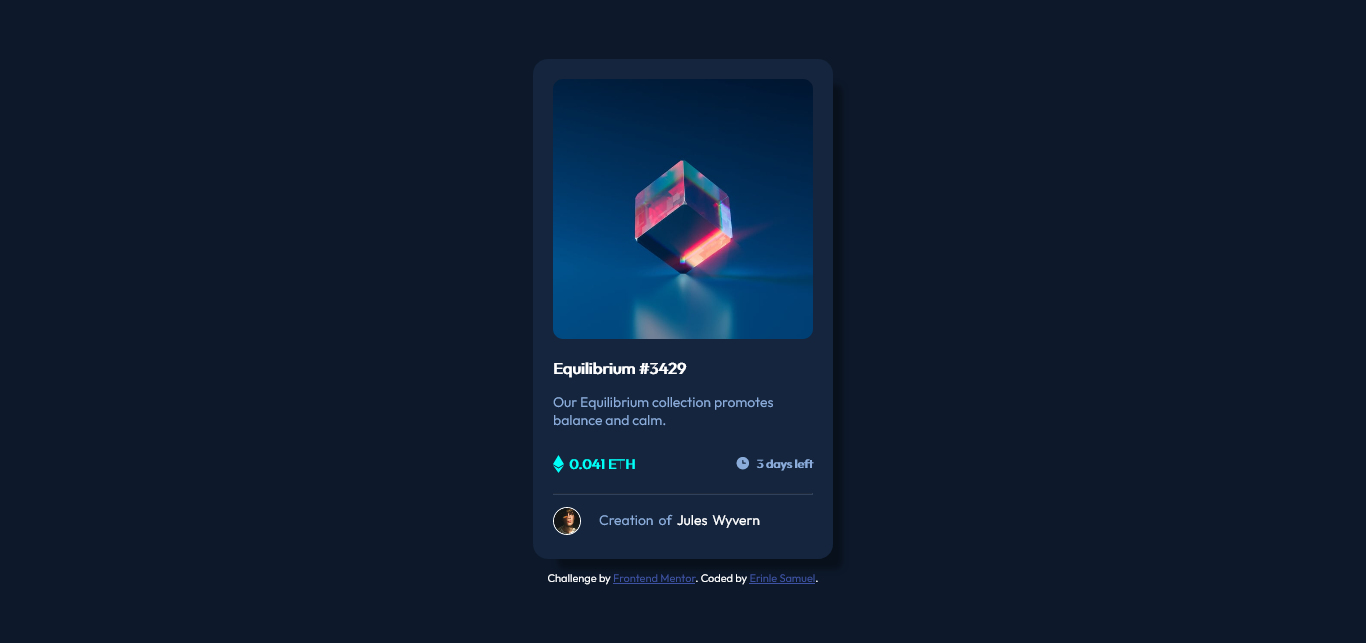 Equilibrium #3429
Our Equilibrium collection promotes
balance and calm.
0.041 ETH
3 days left
Creation of Jules Wyvern
Challenge by Frontend Mentor. Coded by Erinle Samuel.